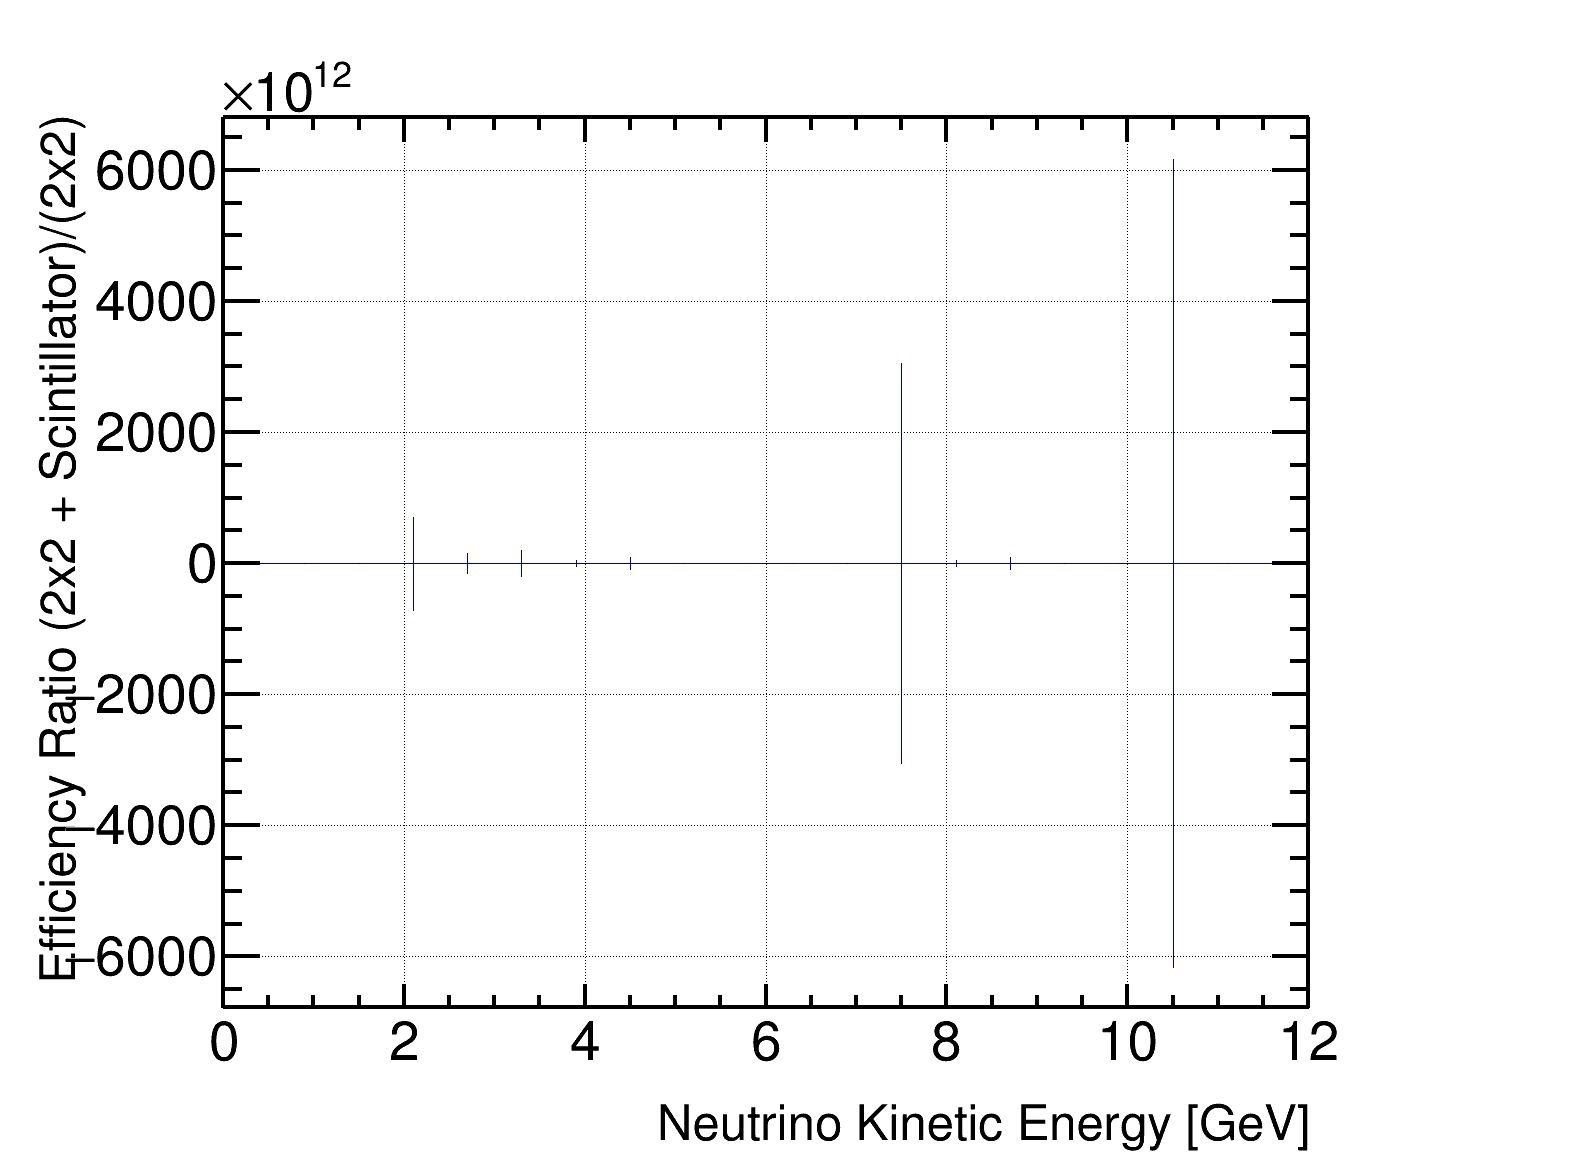 ×10¹²
Efficiency Ratio (2x2 + Scintillator)/(2x2)
6000
4000
2000
0
−2000
−4000
−6000
0 2 4 6 8 10 12
Neutrino Kinetic Energy [GeV]